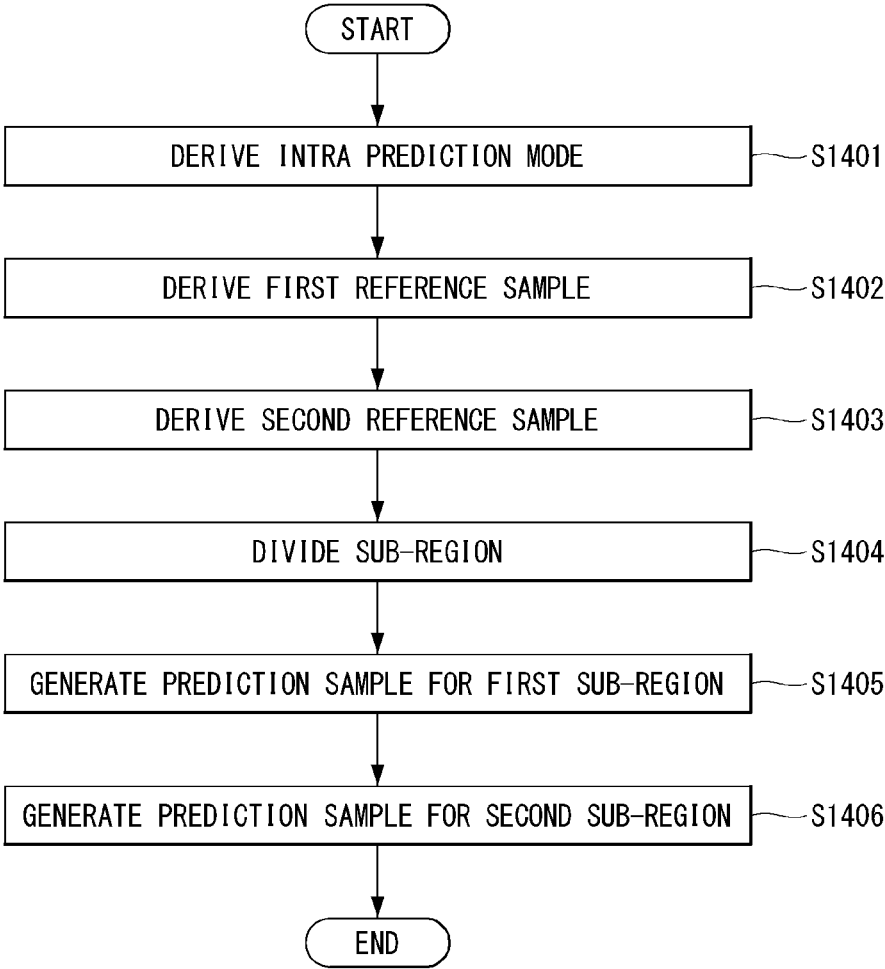 START
DERIVE INTRA PREDICTION MODE
S1401
DERIVE FIRST REFERENCE SAMPLE
S1402
DERIVE SECOND REFERENCE SAMPLE
S1403
DIVIDE SUB-REGION
S1404
GENERATE PREDICTION SAMPLE FOR FIRST SUB-REGION
S1405
GENERATE PREDICTION SAMPLE FOR SECOND SUB-REGION
S1406
END